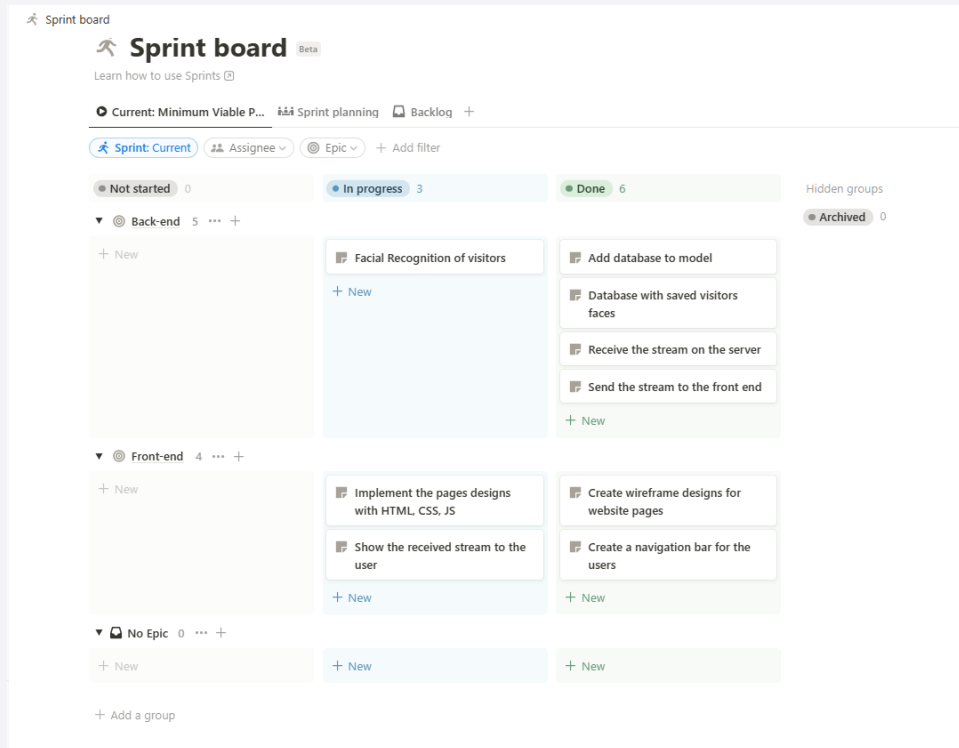 Sprint board
Sprint board Beta
Learn how to use Sprints
Current: Minimum Viable P... Sprint planning Backlog
Sprint: Current Assignee Epic Add filter
Not started 0 In progress 3 Done 6 Hidden groups
Archived 0
Back-end 5
New
Facial Recognition of visitors
New
Add database to model
Database with saved visitors
faces
Receive the stream on the server
Send the stream to the front end
New
Front-end 4
New
Implement the pages designs
with HTML, CSS, JS
Show the received stream to the
user
New
Create wireframe designs for
website pages
Create a navigation bar for the
users
New
No Epic 0
New New New
Add a group